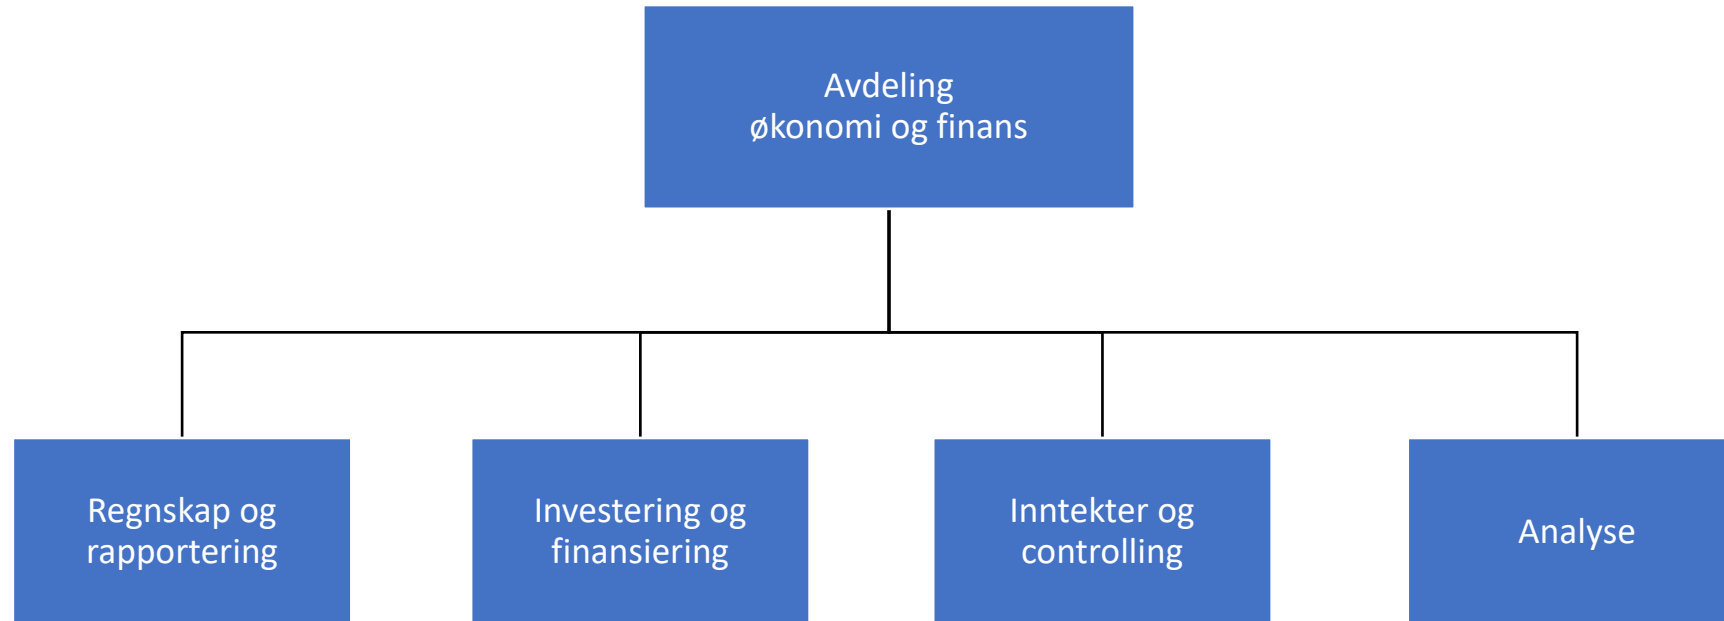 Avdeling
økonomi og finans
Regnskap og
rapportering
Investering og
finansiering
Inntekter og
controlling
Analyse